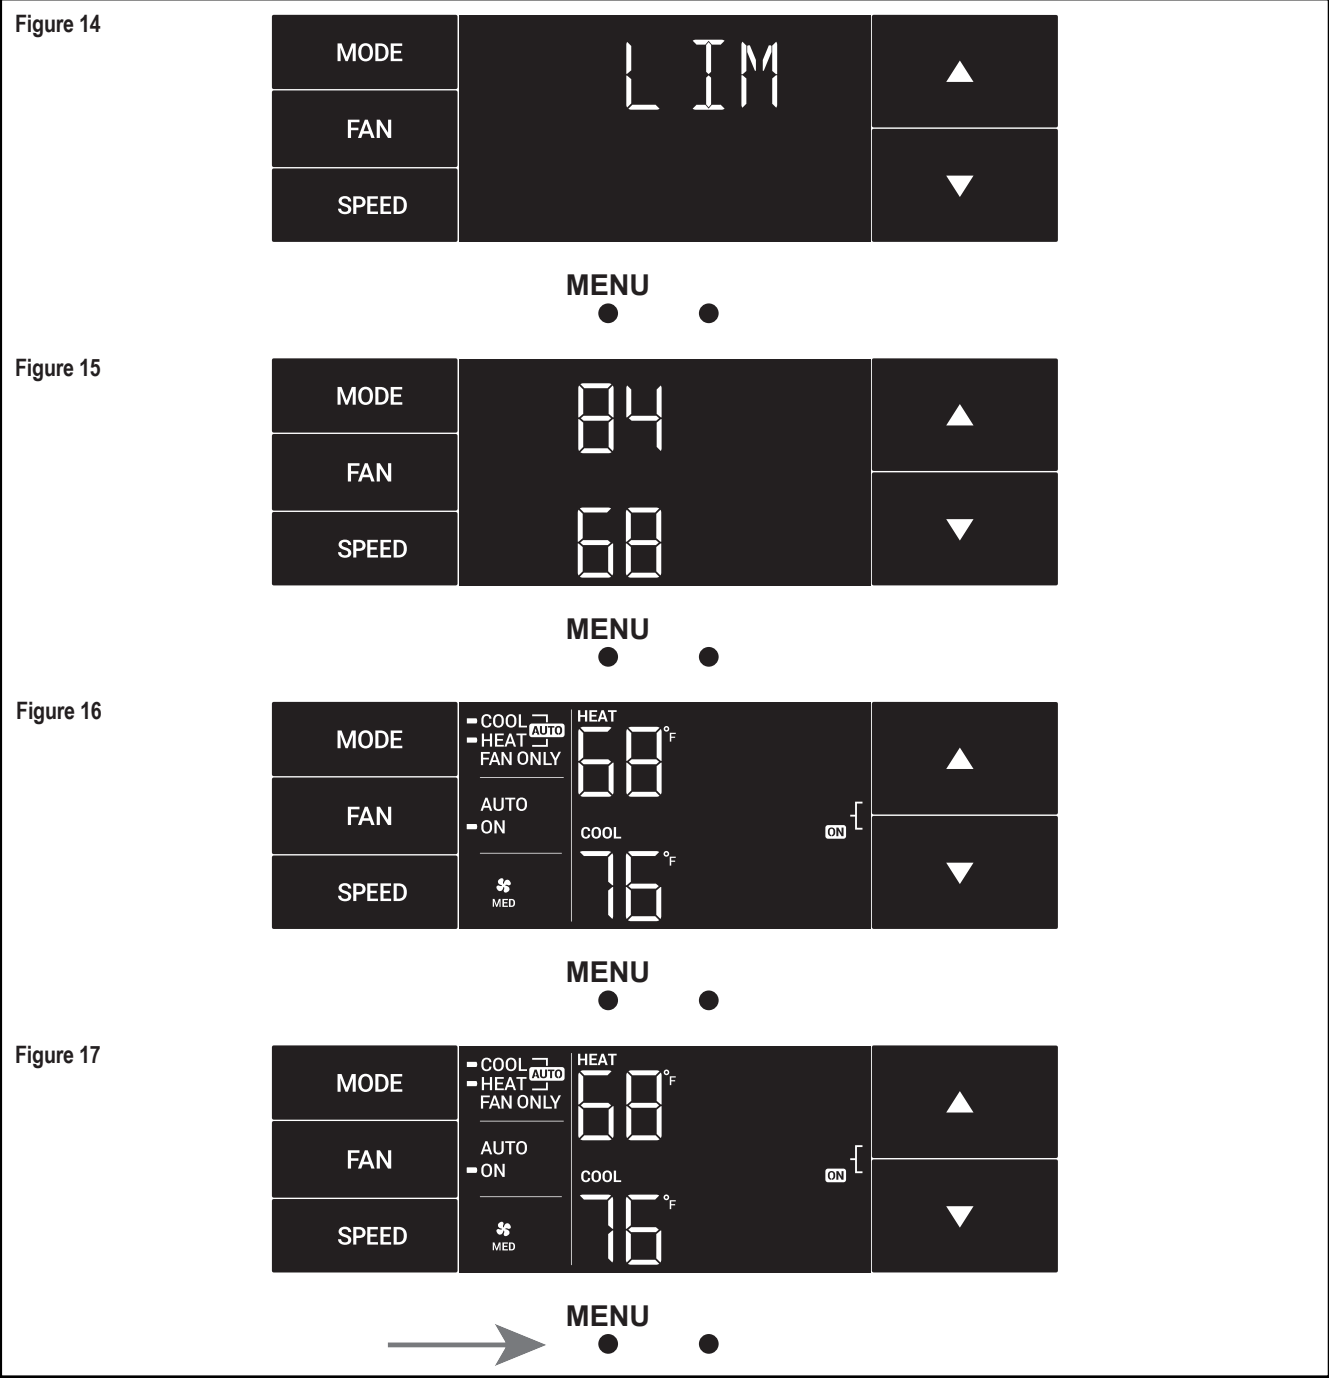 Figure 14
MODE
LIM
▲
FAN
▼
SPEED
MENU
Figure 15
MODE
84
▲
FAN
68
▼
SPEED
MENU
Figure 16
MODE
COOL
AUTO
HEAT
FAN ONLY
HEAT
68°F
▲
FAN
AUTO
ON
COOL
ON
76°F
▼
SPEED
MED
MENU
Figure 17
MODE
COOL
AUTO
HEAT
FAN ONLY
HEAT
68°F
▲
FAN
AUTO
ON
COOL
ON
76°F
▼
SPEED
MED
MENU